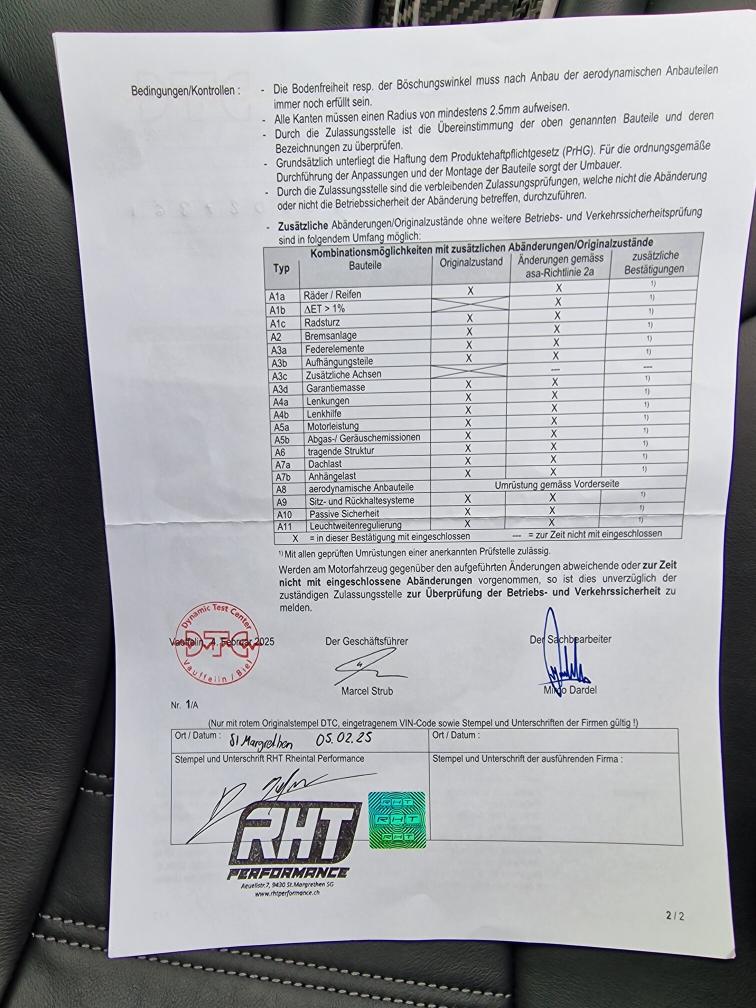 Bedingungen/Kontrollen : - Die Bodenfreiheit resp. der Böschungswinkel muss nach Anbau der aerodynamischen Anbauteilen
immer noch erfüllt sein.
- Alle Kanten müssen einen Radius von mindestens 2.5mm aufweisen.
- Durch die Zulassungsstelle ist die Übereinstimmung der oben genannten Bauteile und deren
Bezeichnungen zu überprüfen.
- Grundsätzlich unterliegt die Haftung dem Produktehaftpflichtgesetz (PrHG). Für die ordnungsgemäße
Durchführung der Anpassungen und der Montage der Bauteile sorgt der Umbauer.
- Durch die Zulassungsstelle sind die verbleibenden Zulassungsprüfungen, welche nicht die Abänderung
oder nicht die Betriebssicherheit der Abänderung betreffen, durchzuführen.
- Zusätzliche Abänderungen/Originalzustände ohne weitere Betriebs- und Verkehrssicherheitsprüfung
sind in folgendem Umfang möglich:
Kombinationsmöglichkeiten mit zusätzlichen Abänderungen/Originalzustände
Typ Bauteile Originalzustand Änderungen gemäss asa-Richtlinie 2a zusätzliche Bestätigungen
A1a Räder / Reifen X X 1)
A1b ΔET > 1% X 1)
A1c Radsturz X X 1)
A2 Bremsanlage X X 1)
A3a Federelemente X X 1)
A3b Aufhängungsteile X X 1)
A3c Zusätzliche Achsen --- ---
A3d Garantiemasse X X 1)
A4a Lenkungen X X 1)
A4b Lenkhilfe X X 1)
A5a Motorleistung X X 1)
A5b Abgas-/ Geräuschemissionen X X 1)
A6 tragende Struktur X X 1)
A7a Dachlast X X 1)
A7b Anhängelast X X 1)
A8 aerodynamische Anbauteile Umrüstung gemäss Vorderseite
A9 Sitz- und Rückhaltesysteme X X 1)
A10 Passive Sicherheit X X 1)
A11 Leuchtweitenregulierung X X 1)
X = in dieser Bestätigung mit eingeschlossen --- = zur Zeit nicht mit eingeschlossen
1) Mit allen geprüften Umrüstungen einer anerkannten Prüfstelle zulässig.
Werden am Motorfahrzeug gegenüber den aufgeführten Änderungen abweichende oder zur Zeit
nicht mit eingeschlossene Abänderungen vorgenommen, so ist dies unverzüglich der
zuständigen Zulassungsstelle zur Überprüfung der Betriebs- und Verkehrssicherheit zu
melden.
Dynamic Test Center
DTC
Vauffelin / Biel
Vauffelin, 4. Februar 2025 Der Geschäftsführer Der Sachbearbeiter
Marcel Strub Mirco Dardel
Nr. 1/A
(Nur mit rotem Originalstempel DTC, eingetragenem VIN-Code sowie Stempel und Unterschriften der Firmen gültig !)
Ort / Datum : St Margrethen 05.02.25 Ort / Datum :
Stempel und Unterschrift RHT Rheintal Performance Stempel und Unterschrift der ausführenden Firma :
RHT
PERFORMANCE
9430 St.Margrethen SG
www.rhtperformance.ch
RHT
RHT
RHT
2 / 2